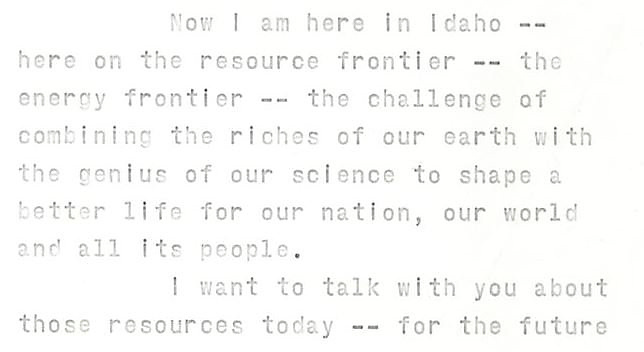 Now I am here in Idaho --
here on the resource frontier -- the
energy frontier -- the challenge of
combining the riches of our earth with
the genius of our science to shape a
better life for our nation, our world
and all its people.
I want to talk with you about
those resources today -- for the future